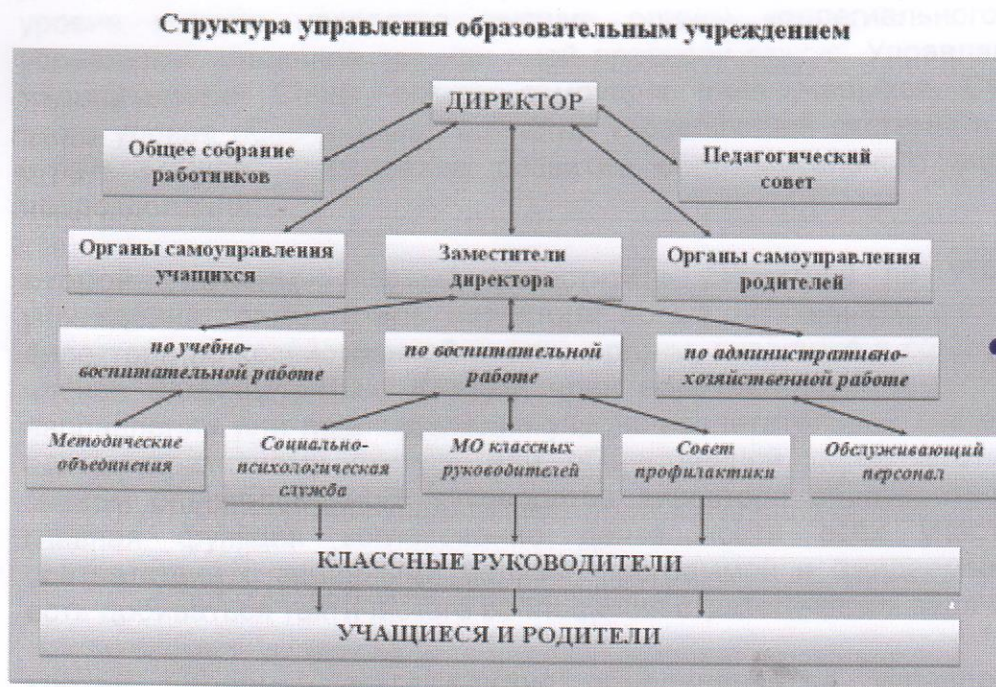 Структура управления образовательным учреждением
ДИРЕКТОР
Общее собрание
работников
Педагогический
совет
Органы самоуправления
учащихся
Заместители
директора
Органы самоуправления
родителей
по учебно-
воспитательной работе
по воспитательной
работе
по административно-
хозяйственной работе
Методические
объединения
Социально-
психологическая
служба
МО классных
руководителей
Совет
профилактики
Обслуживающий
персонал
КЛАССНЫЕ РУКОВОДИТЕЛИ
УЧАЩИЕСЯ И РОДИТЕЛИ